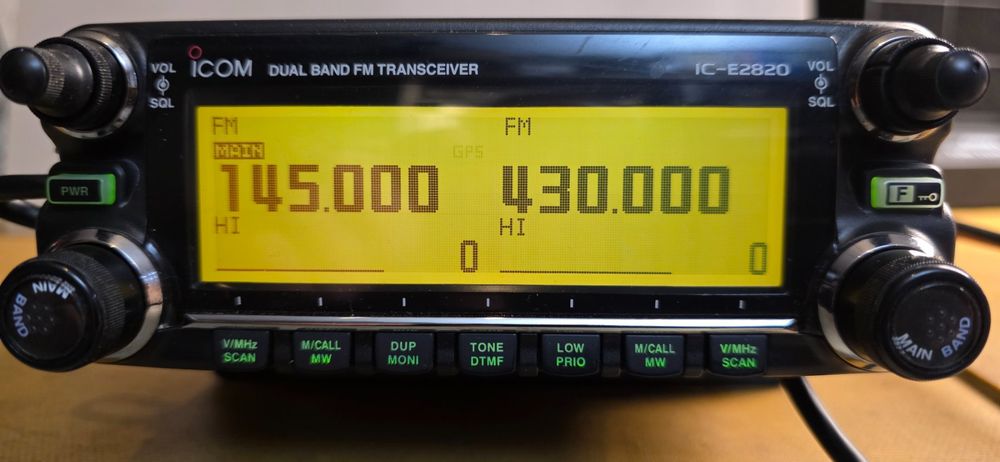 VOL
SQL
ICOM
DUAL BAND FM TRANSCEIVER
IC-E2820
VOL
SQL
FM
FM
MAIN
GPS
145.000
430.000
HI
HI
0
0
PWR
F
MAIN BAND
MAIN BAND
V/MHz
SCAN
M/CALL
MW
DUP
MONI
TONE
DTMF
LOW
PRIO
M/CALL
MW
V/MHz
SCAN